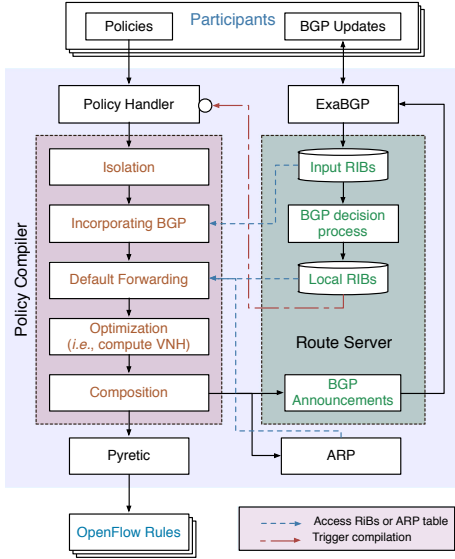 Participants
Policies
BGP Updates
Policy Handler
ExaBGP
Isolation
Input RIBs
Incorporating BGP
BGP decision
process
Default Forwarding
Local RIBs
Optimization
(i.e., compute VNH)
Route Server
Composition
BGP
Announcements
Policy Compiler
Pyretic
ARP
OpenFlow Rules
Access RiBs or ARP table
Trigger compilation